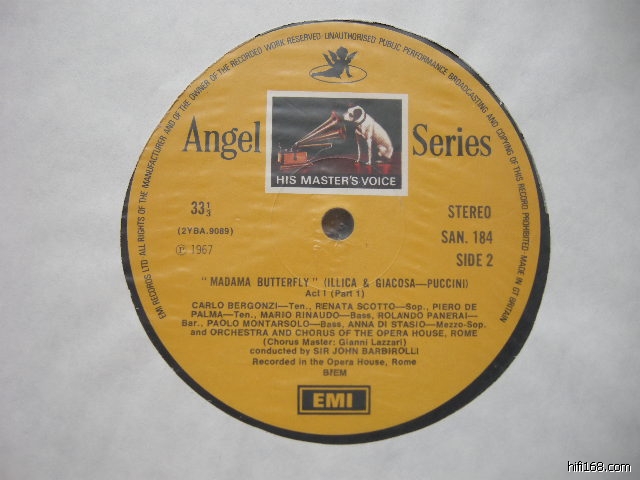 EMI RECORDS LTD ALL RIGHTS OF THE MANUFACTURER AND OF THE OWNER OF THE RECORDED WORK RESERVED UNAUTHORISED PUBLIC PERFORMANCE BROADCASTING AND COPYING OF THIS RECORD PROHIBITED MADE IN GT BRITAIN
Angel Series
HIS MASTER'S VOICE
33 1/3 STEREO
(2YBA.9089) SAN. 184
℗ 1967 SIDE 2
"MADAMA BUTTERFLY" (ILLICA & GIACOSA—PUCCINI)
Act I (Part 1)
CARLO BERGONZI—Ten., RENATA SCOTTO—Sop., PIERO DE
PALMA—Ten., MARIO RINAUDO—Bass, ROLANDO PANERAI—
Bar., PAOLO MONTARSOLO—Bass, ANNA DI STASIO—Mezzo-Sop.
and ORCHESTRA AND CHORUS OF THE OPERA HOUSE, ROME
(Chorus Master: Gianni Lazzari)
conducted by SIR JOHN BARBIROLLI
Recorded in the Opera House, Rome
BIEM
EMI
hifi168.com